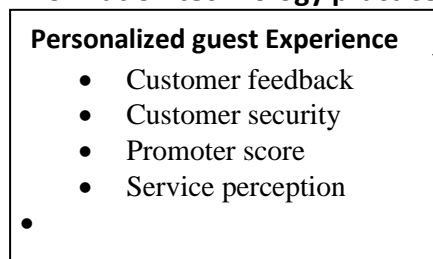 Personalized guest Experience
• Customer feedback
• Customer security
• Promoter score
• Service perception
•